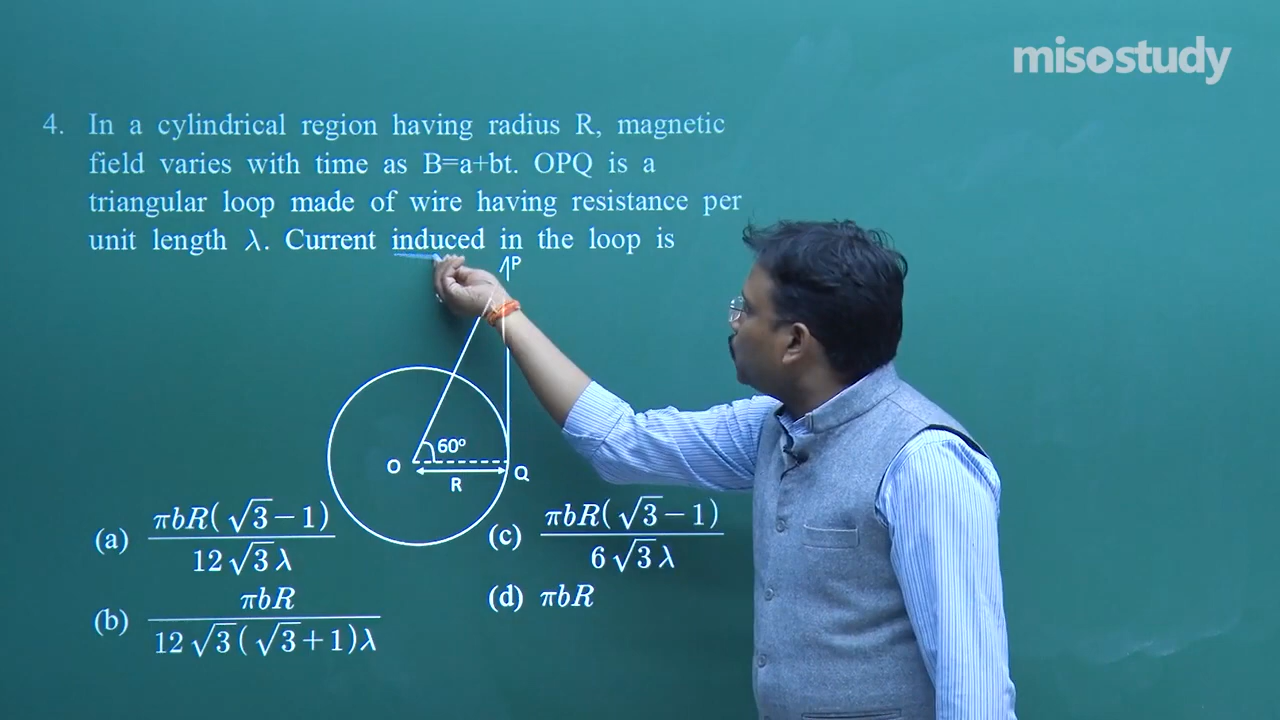 misostudy
4. In a cylindrical region having radius R, magnetic
field varies with time as B=a+bt. OPQ is a
triangular loop made of wire having resistance per
unit length λ. Current induced in the loop is
P
60º
O
Q
R
(a) πbR(√3−1) / 12√3λ
(c) πbR(√3−1) / 6√3λ
(b) πbR / 12√3(√3+1)λ
(d) πbR